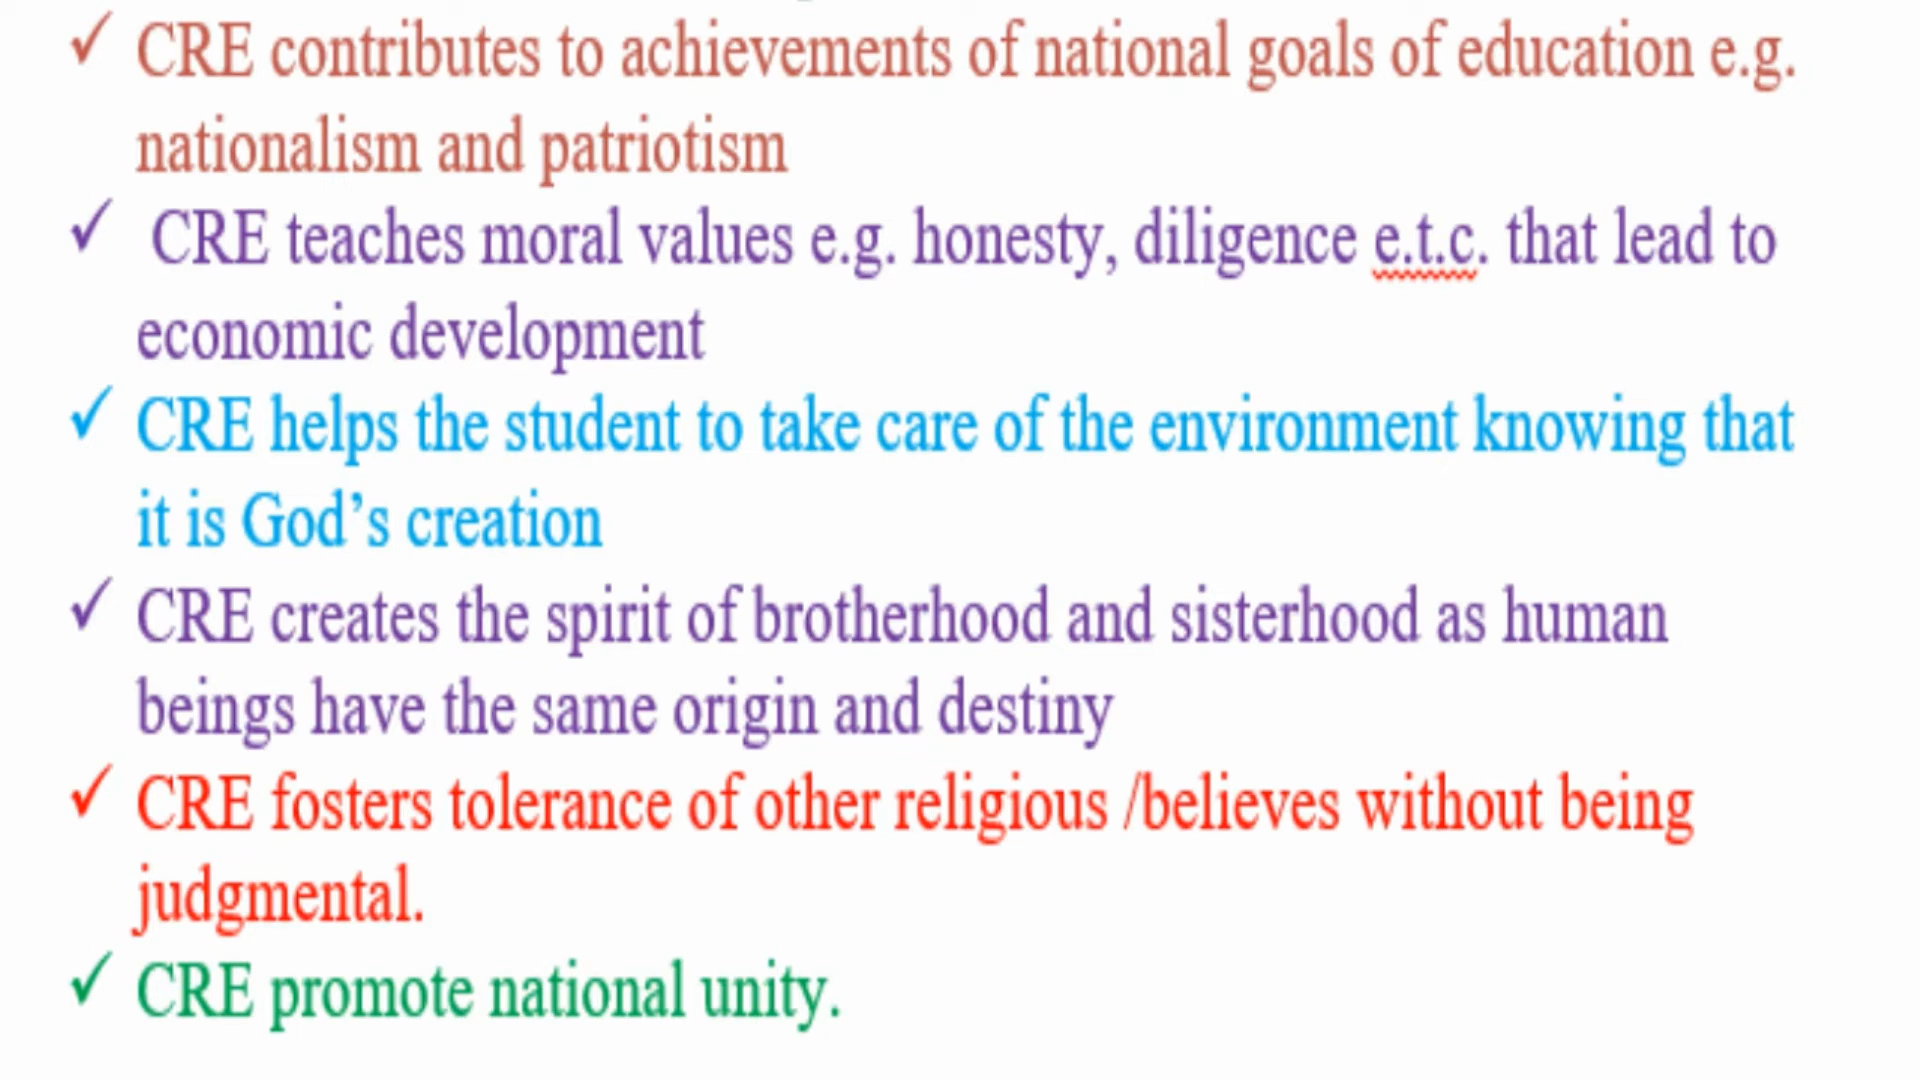 ✓ CRE contributes to achievements of national goals of education e.g.
nationalism and patriotism
✓ CRE teaches moral values e.g. honesty, diligence e.t.c. that lead to
economic development
✓ CRE helps the student to take care of the environment knowing that
it is God’s creation
✓ CRE creates the spirit of brotherhood and sisterhood as human
beings have the same origin and destiny
✓ CRE fosters tolerance of other religious /believes without being
judgmental.
✓ CRE promote national unity.